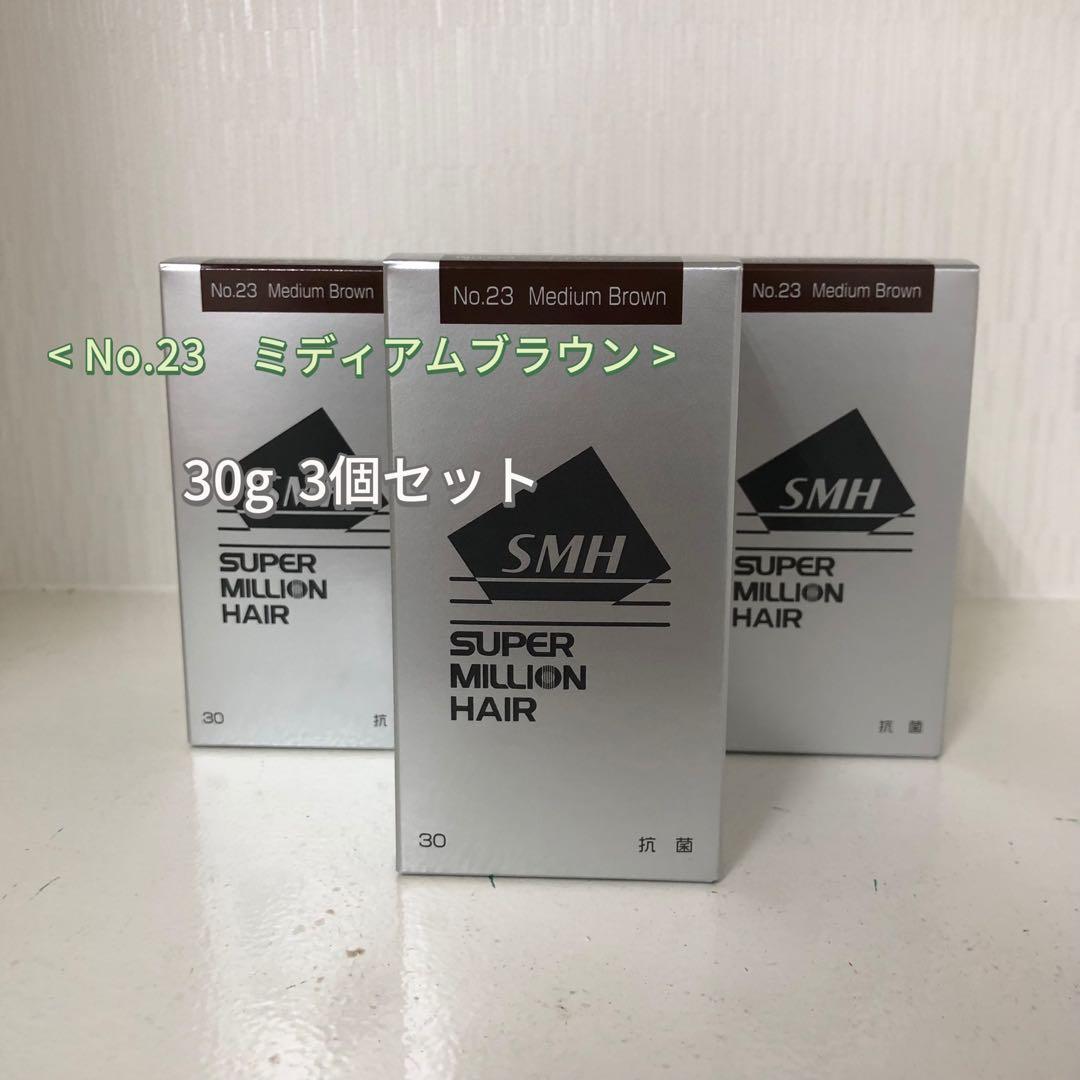 No.23 Medium Brown
No.23 Medium Brown
No.23 Medium Brown
< No.23 ミディアムブラウン >
30g 3個セット
SMH
SUPER
MILLION
HAIR
30
抗
SMH
SUPER
MILLION
HAIR
30
抗 菌
SMH
SUPER
MILLION
HAIR
抗 菌